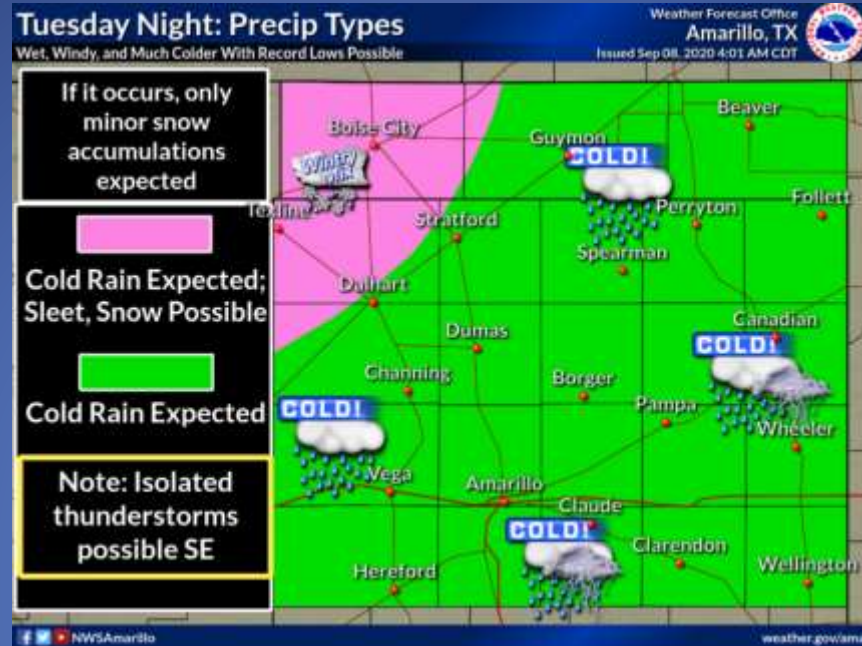 Tuesday Night: Precip Types
Wet, Windy, and Much Colder With Record Lows Possible
Weather Forecast Office
Amarillo, TX
Issued Sep 08, 2020 4:01 AM CDT
If it occurs, only
minor snow
accumulations
expected
Cold Rain Expected;
Sleet, Snow Possible
Cold Rain Expected
Note: Isolated
thunderstorms
possible SE
Beaver
Boise City
Guymon
COLD!
Wintry
Mix
Follett
Texline
Perryton
Stratford
Spearman
Dalhart
Canadian
Dumas
COLD!
Channing
Borger
COLD!
Pampa
Wheeler
Vega
Amarillo
Claude
COLD!
Clarendon
Wellington
Hereford
NWSAmarillo
weather.gov/ama